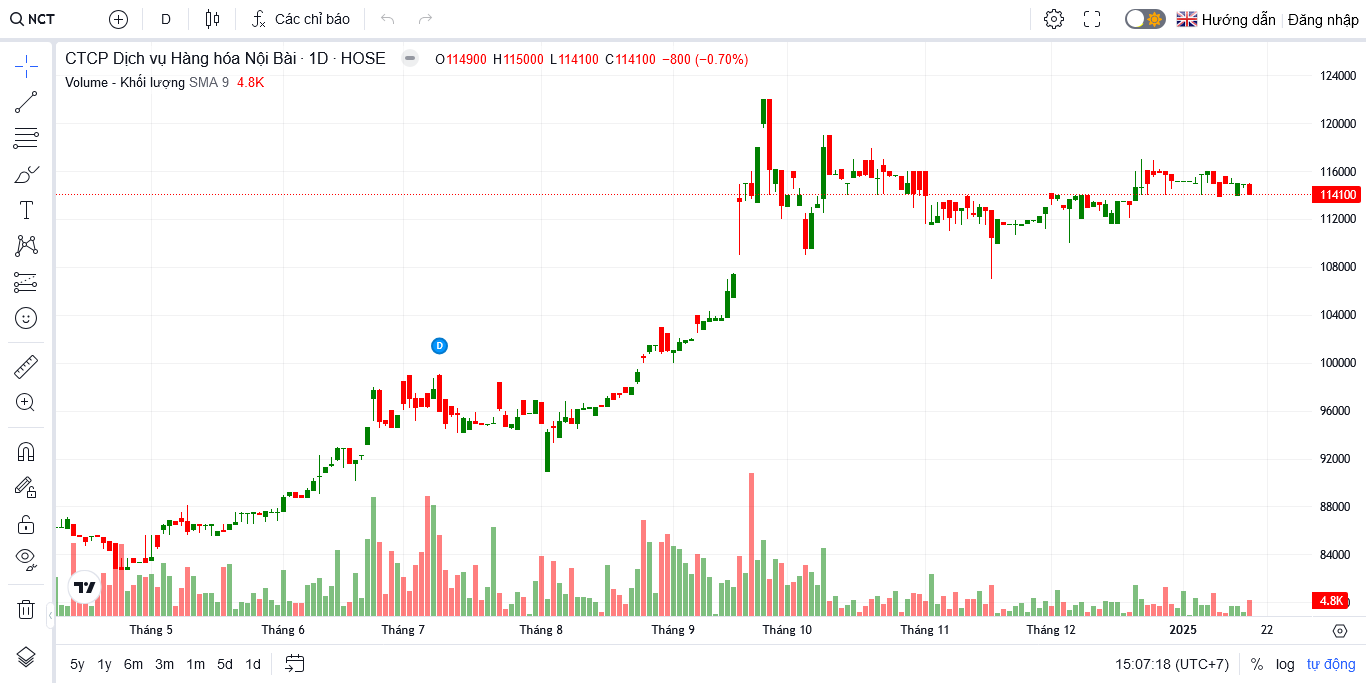 NCT D Các chỉ báo Hướng dẫn Đăng nhập
CTCP Dịch vụ Hàng hóa Nội Bài · 1D · HOSE O114900 H115000 L114100 C114100 −800 (−0.70%)
Volume - Khối lượng SMA 9 4.8K
124000
120000
116000
114100
112000
108000
104000
D
100000
96000
92000
88000
84000
4.8K
Tháng 5 Tháng 6 Tháng 7 Tháng 8 Tháng 9 Tháng 10 Tháng 11 Tháng 12 2025 22
5y 1y 6m 3m 1m 5d 1d 15:07:18 (UTC+7) % log tự động